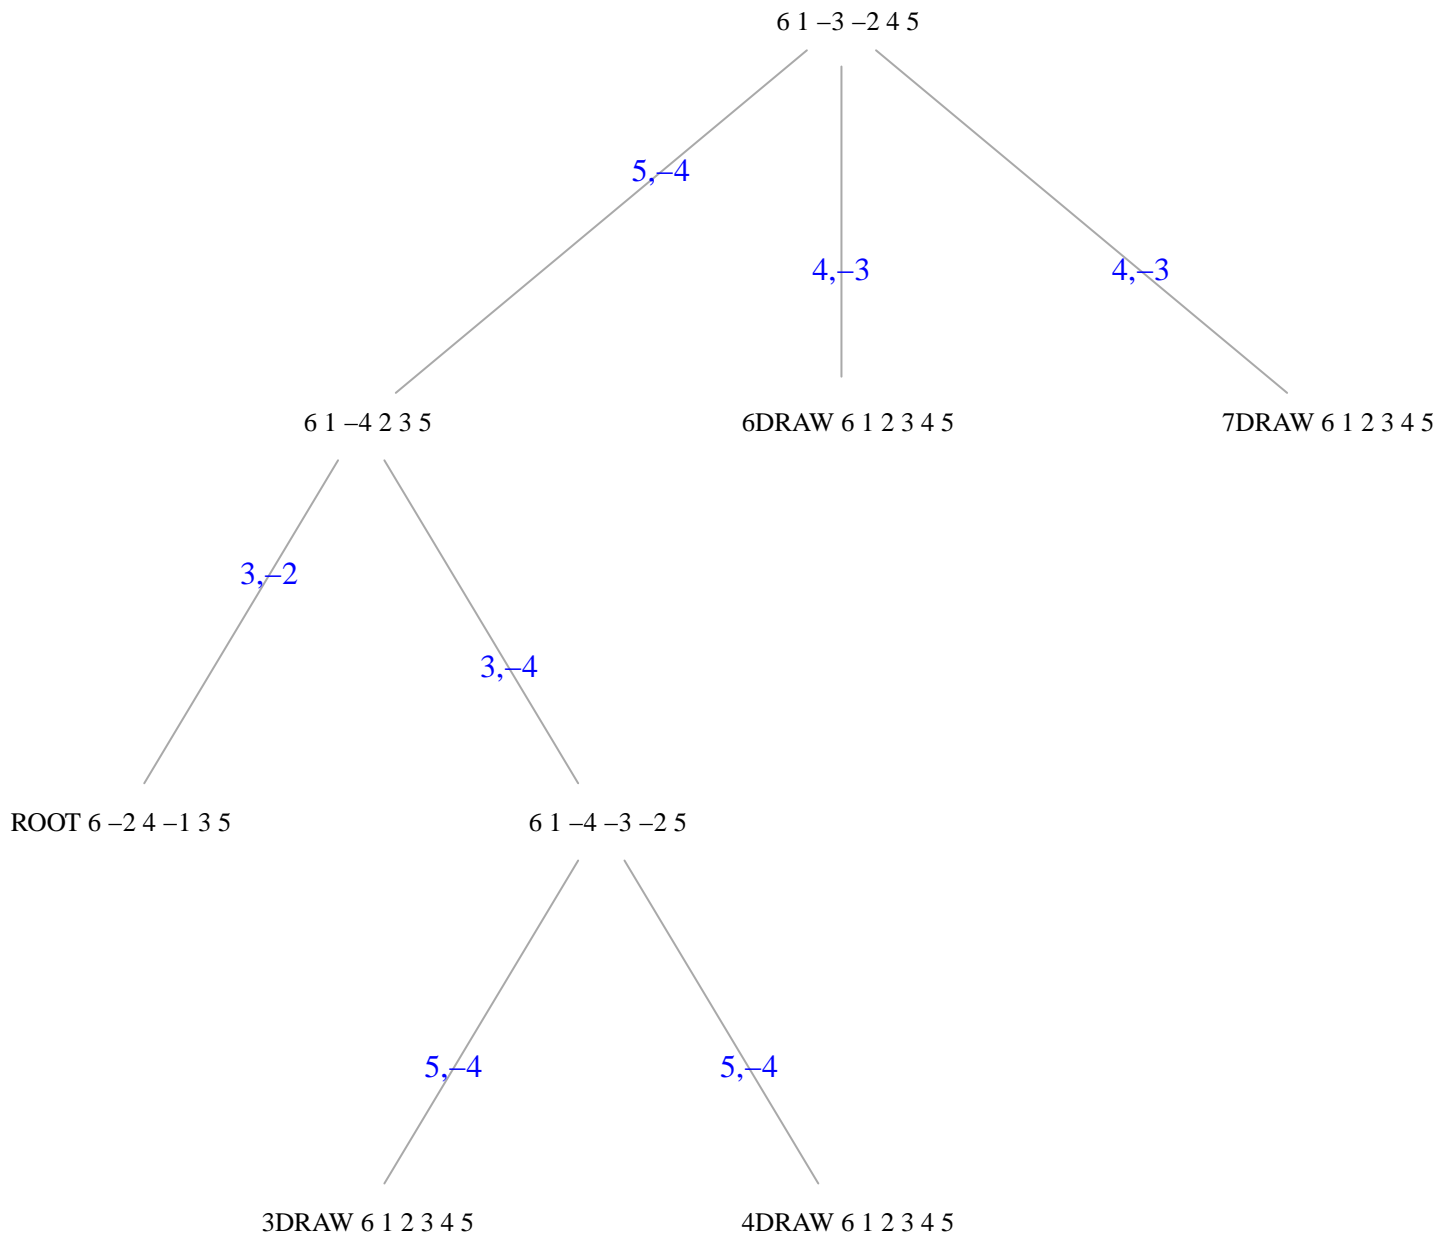 6 1 –3 –2 4 5
5,–4
4,–3
4,–3
6 1 –4 2 3 5
6DRAW 6 1 2 3 4 5
7DRAW 6 1 2 3 4 5
3,–2
3,–4
ROOT 6 –2 4 –1 3 5
6 1 –4 –3 –2 5
5,–4
5,–4
3DRAW 6 1 2 3 4 5
4DRAW 6 1 2 3 4 5